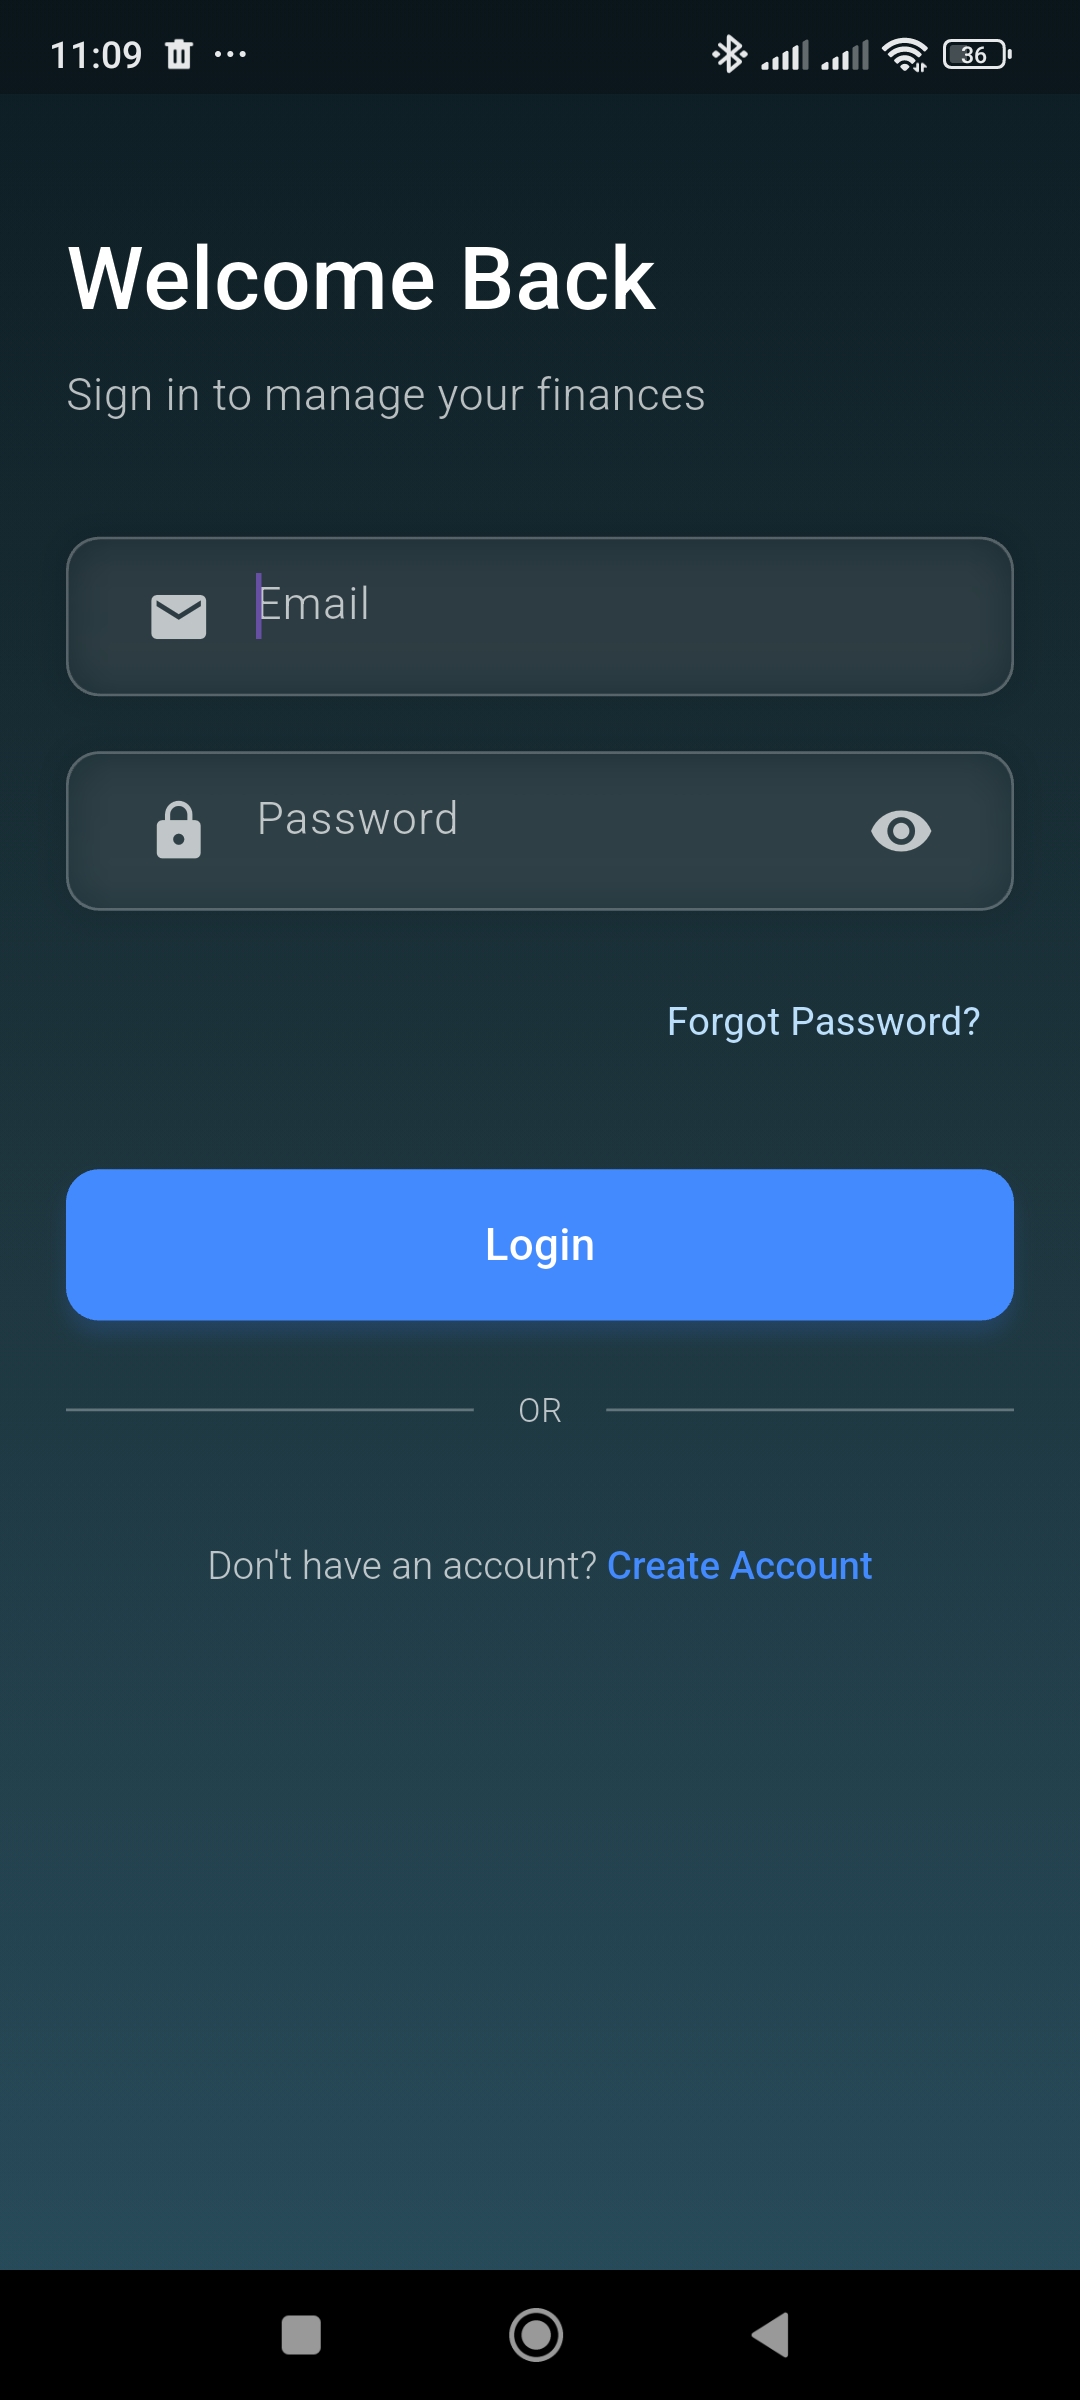 11:09
36
Welcome Back
Sign in to manage your finances
Email
Password
Forgot Password?
Login
OR
Don't have an account? Create Account